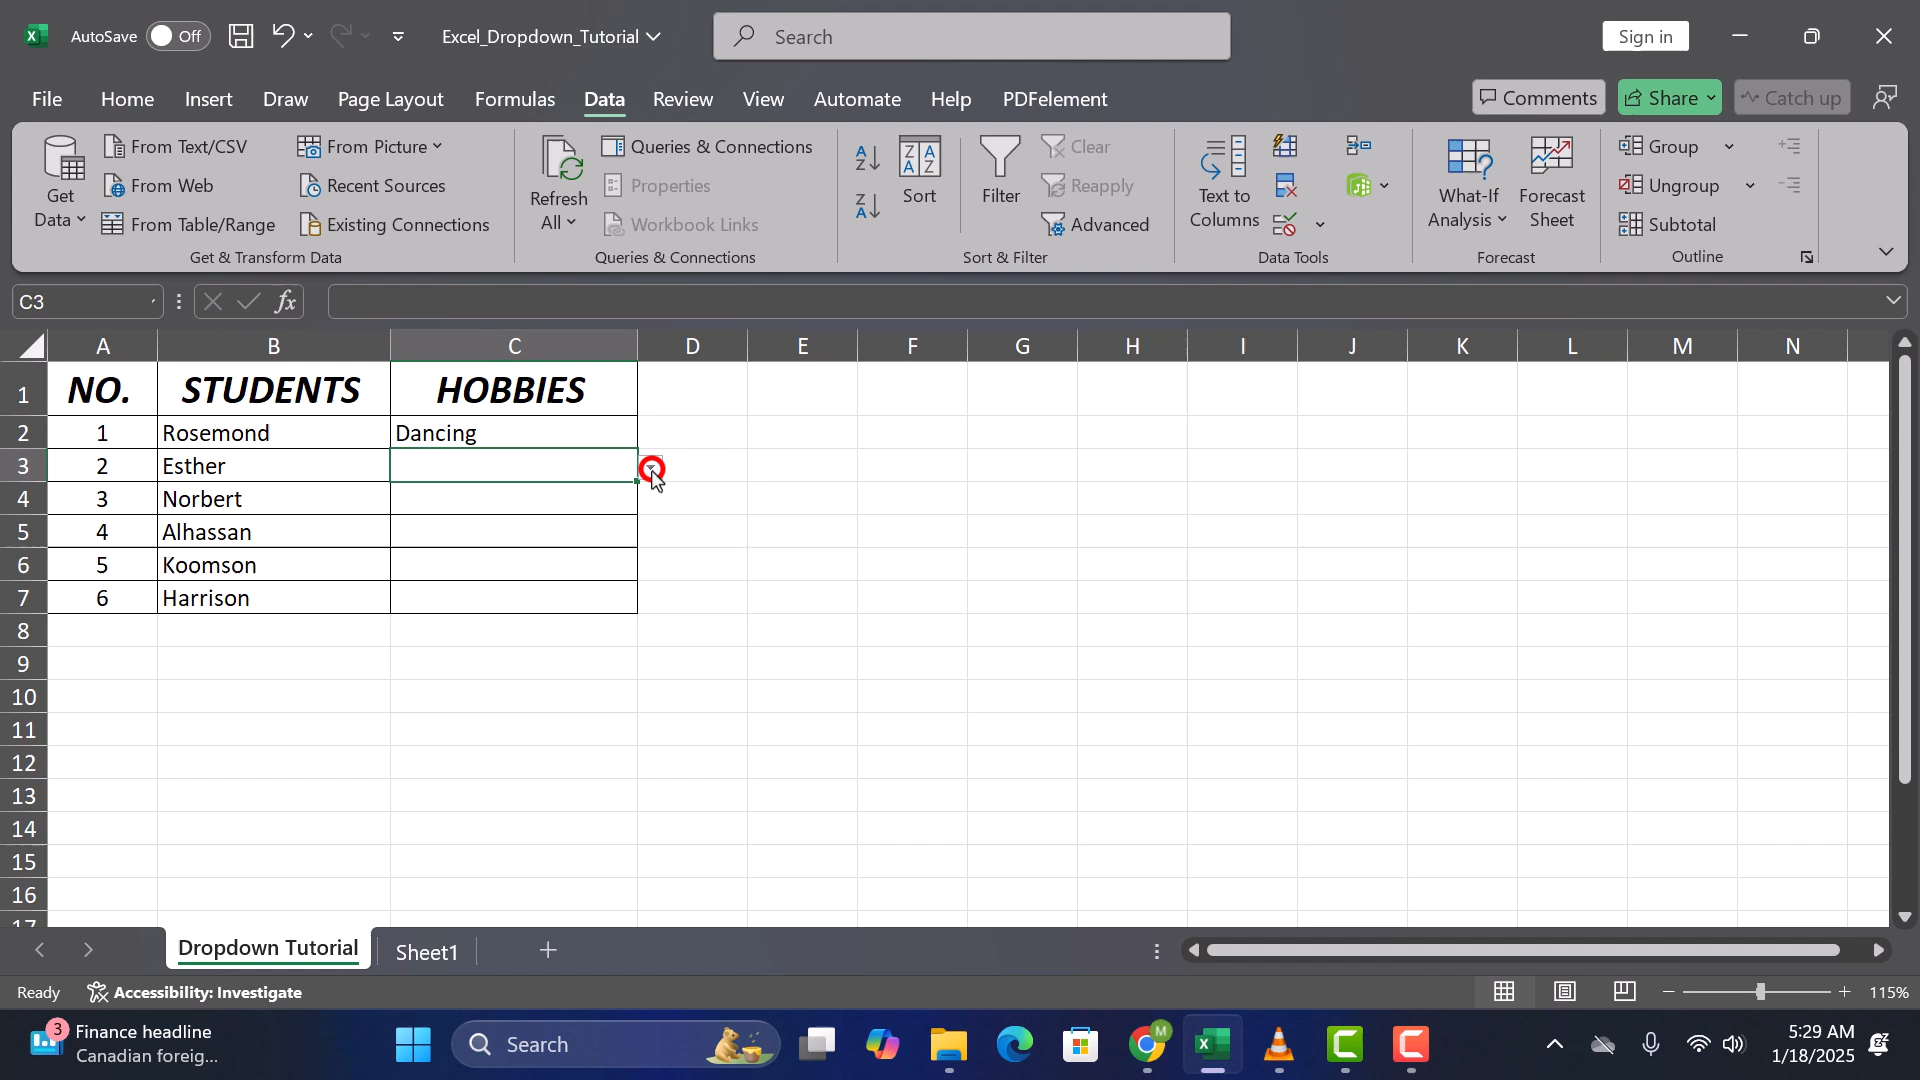 AutoSave Off Excel_Dropdown_Tutorial Search Sign in
File Home Insert Draw Page Layout Formulas Data Review View Automate Help PDFelement Comments Share Catch up
Get Data
From Text/CSV
From Web
From Table/Range
From Picture
Recent Sources
Existing Connections
Get & Transform Data
Refresh All
Queries & Connections
Properties
Workbook Links
Queries & Connections
Sort
Filter
Clear
Reapply
Advanced
Sort & Filter
Text to Columns
Data Tools
What-If Analysis
Forecast Sheet
Forecast
Group
Ungroup
Subtotal
Outline
C3 fx
A B C D E F G H I J K L M N
1 NO. STUDENTS HOBBIES
2 1 Rosemond Dancing
3 2 Esther
4 3 Norbert
5 4 Alhassan
6 5 Koomson
7 6 Harrison
8
9
10
11
12
13
14
15
16
17
Dropdown Tutorial Sheet1
Ready Accessibility: Investigate 115%
3 Finance headline
Canadian foreig...
Search
M
5:29 AM
1/18/2025